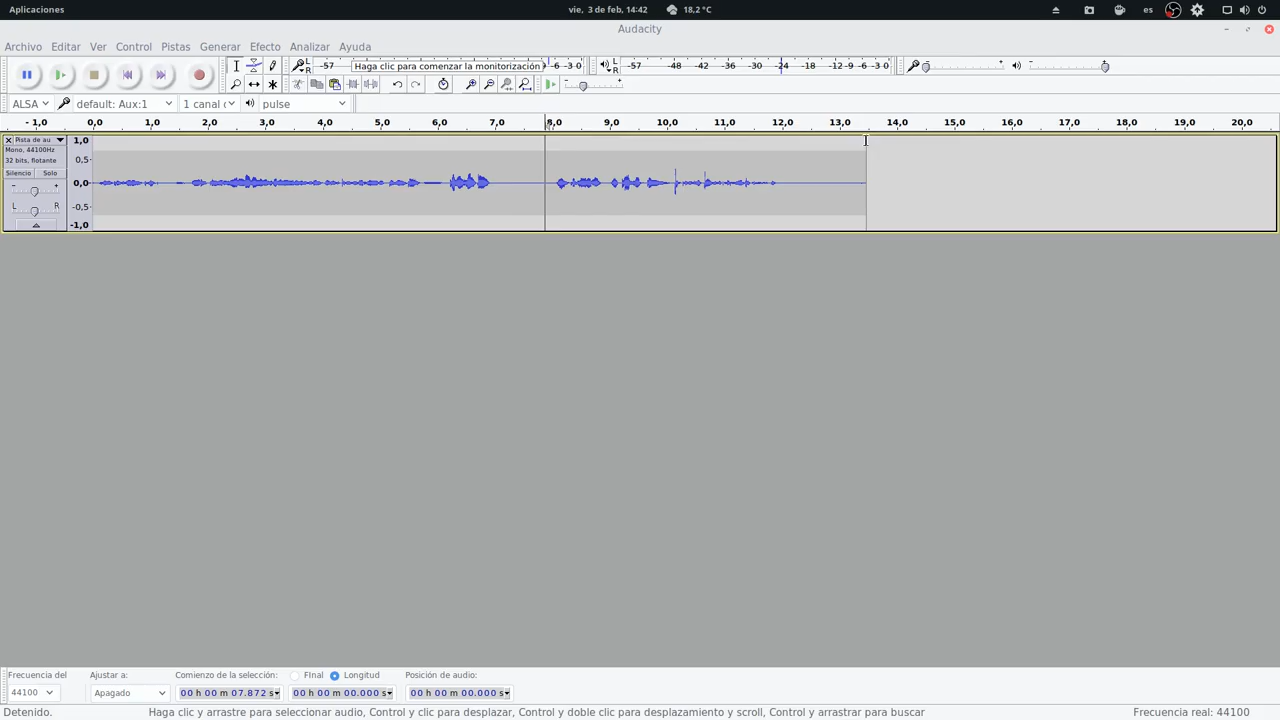 Aplicaciones
vie, 3 de feb, 14:42
18,2 °C
es
Audacity
Archivo Editar Ver Control Pistas Generar Efecto Analizar Ayuda
L R -57 Haga clic para comenzar la monitorización -6 -3 0
L R -57 -48 -42 -36 -30 -24 -18 -12 -9 -6 -3 0
ALSA default: Aux:1 1 canal ( pulse
- 1,0 0,0 1,0 2,0 3,0 4,0 5,0 6,0 7,0 8,0 9,0 10,0 11,0 12,0 13,0 14,0 15,0 16,0 17,0 18,0 19,0 20,0
Pista de au
Mono, 44100Hz
32 bits, flotante
Silencio Solo
- +
L R
1,0
0,5
0,0
-0,5
-1,0
Frecuencia del Ajustar a: Comienzo de la selección: FInal Longitud Posición de audio:
44100 Apagado 00 h 00 m 07.872 s 00 h 00 m 00.000 s 00 h 00 m 00.000 s
Detenido. Haga clic y arrastre para seleccionar audio, Control y clic para desplazar, Control y doble clic para desplazamiento y scroll, Control y arrastrar para buscar Frecuencia real: 44100